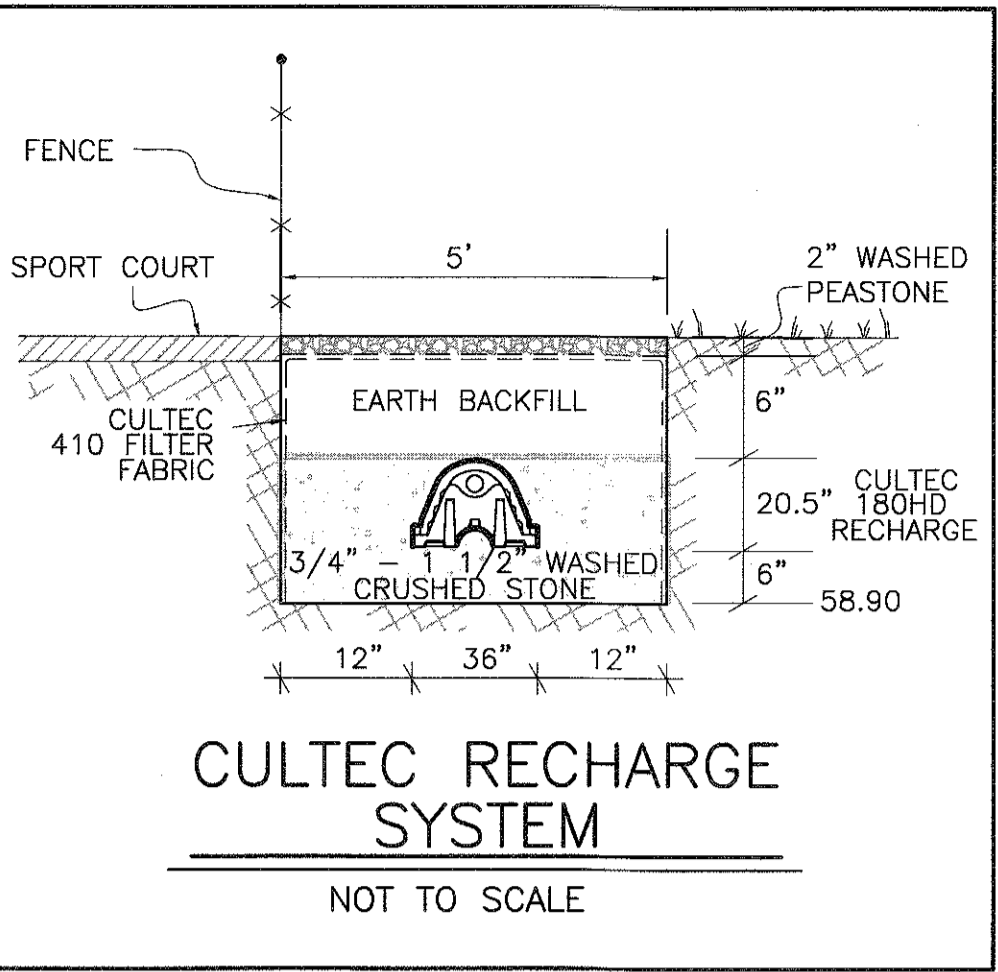 FENCE
SPORT COURT
5'
2" WASHED
PEASTONE
EARTH BACKFILL
6"
CULTEC
410 FILTER
FABRIC
20.5"
CULTEC
180HD
RECHARGE
3/4" - 1 1/2" WASHED
CRUSHED STONE
6"
58.90
12" 36" 12"
CULTEC RECHARGE
SYSTEM
NOT TO SCALE